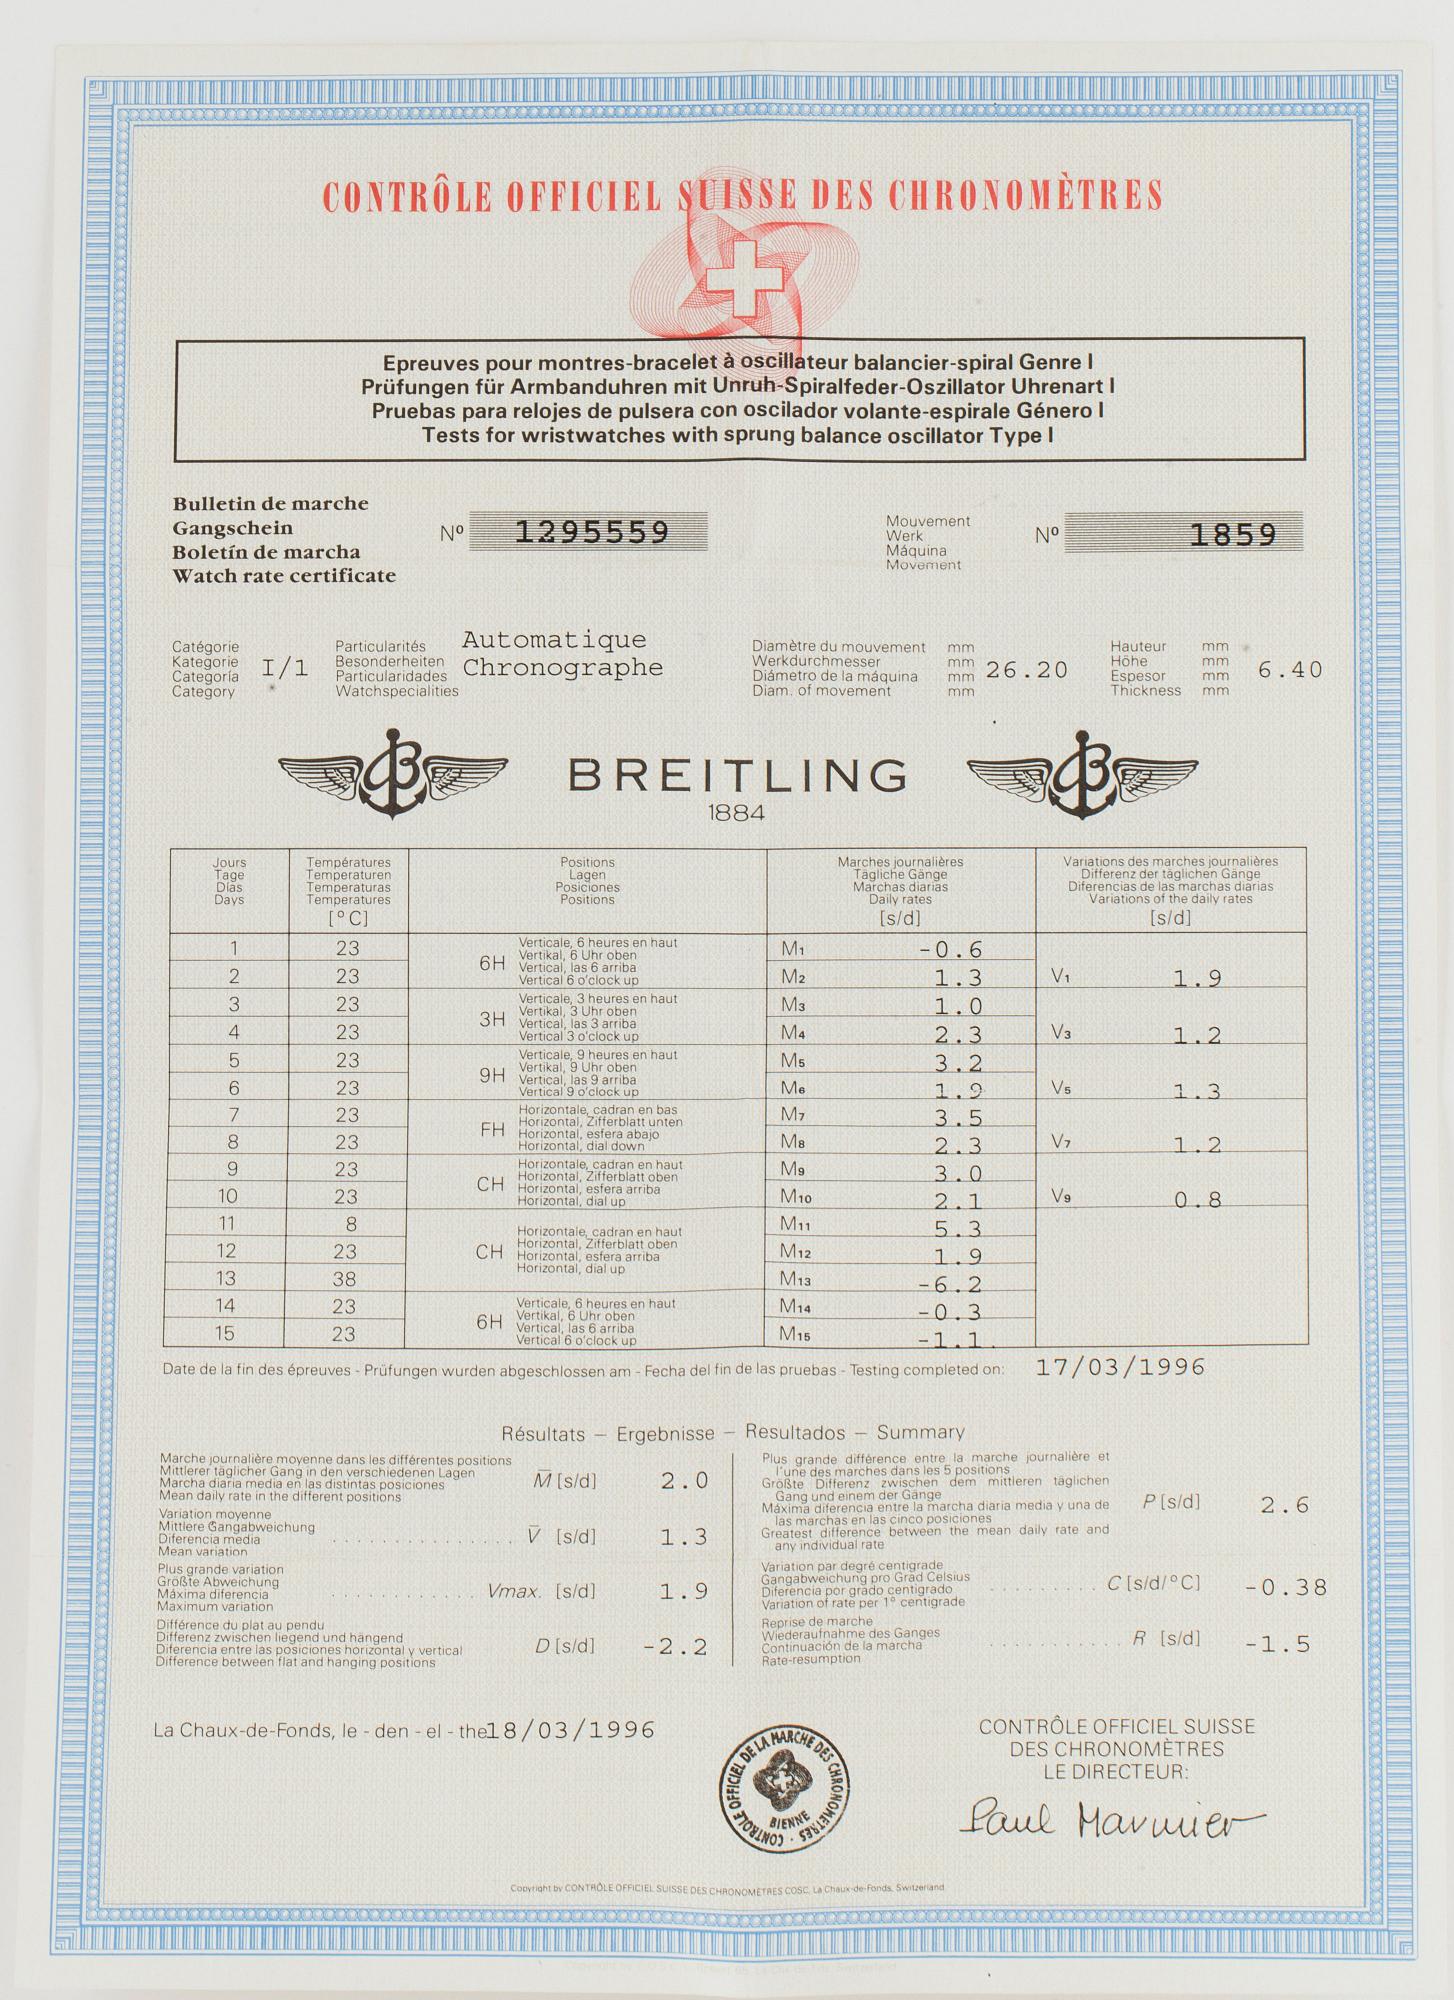 CONTRÔLE OFFICIEL SUISSE DES CHRONOMÈTRES
Epreuves pour montres-bracelet à oscillateur balancier-spiral Genre I
Prüfungen für Armbanduhren mit Unruh-Spiralfeder-Oszillator Uhrenart I
Pruebas para relojes de pulsera con oscilador volante-espirale Género I
Tests for wristwatches with sprung balance oscillator Type I
Bulletin de marche
Gangschein
Boletín de marcha
Watch rate certificate
Nº 1295559
Mouvement
Werk
Máquina
Movement
Nº 1859
Catégorie
Kategorie
Categoría
Category
I/1
Particularités
Besonderheiten
Particularidades
Watchspecialities
Automatique
Chronographe
Diamètre du mouvement mm
Werkdurchmesser mm
Diámetro de la máquina mm
Diam. of movement mm
26.20
Hauteur mm
Höhe mm
Espesor mm
Thickness mm
6.40
BREITLING
1884
Jours
Tage
Días
Days
Températures
Temperaturen
Temperaturas
Temperatures
[°C]
Positions
Lagen
Posiciones
Positions
Marches journalières
Tägliche Gänge
Marchas diarias
Daily rates
[s/d]
Variations des marches journalières
Differenz der täglichen Gänge
Diferencias de las marchas diarias
Variations of the daily rates
[s/d]
1 23
2 23
6H
Verticale, 6 heures en haut
Vertikal, 6 Uhr oben
Vertical, las 6 arriba
Vertical 6 o'clock up
M1 -0.6
M2 1.3
V1 1.9
3 23
4 23
3H
Verticale, 3 heures en haut
Vertikal, 3 Uhr oben
Vertical, las 3 arriba
Vertical 3 o'clock up
M3 1.0
M4 2.3
V3 1.2
5 23
6 23
9H
Verticale, 9 heures en haut
Vertikal, 9 Uhr oben
Vertical, las 9 arriba
Vertical 9 o'clock up
M5 3.2
M6 1.9
V5 1.3
7 23
8 23
FH
Horizontale, cadran en bas
Horizontal, Zifferblatt unten
Horizontal, esfera abajo
Horizontal, dial down
M7 3.5
M8 2.3
V7 1.2
9 23
10 23
CH
Horizontale, cadran en haut
Horizontal, Zifferblatt oben
Horizontal, esfera arriba
Horizontal, dial up
M9 3.0
M10 2.1
V9 0.8
11 8
12 23
13 38
CH
Horizontale, cadran en haut
Horizontal, Zifferblatt oben
Horizontal, esfera arriba
Horizontal, dial up
M11 5.3
M12 1.9
M13 -6.2
14 23
15 23
6H
Verticale, 6 heures en haut
Vertikal, 6 Uhr oben
Vertical, las 6 arriba
Vertical 6 o'clock up
M14 -0.3
M15 -1.1
Date de la fin des épreuves - Prüfungen wurden abgeschlossen am - Fecha del fin de las pruebas - Testing completed on: 17/03/1996
Résultats – Ergebnisse – Resultados – Summary
Marche journalière moyenne dans les différentes positions
Mittlerer täglicher Gang in den verschiedenen Lagen
Marcha diaria media en las distintas posiciones
Mean daily rate in the different positions
M̅ [s/d] 2.0
Variation moyenne
Mittlere Gangabweichung
Diferencia media
Mean variation
V̅ [s/d] 1.3
Plus grande variation
Größte Abweichung
Máxima diferencia
Maximum variation
Vmax. [s/d] 1.9
Différence du plat au pendu
Differenz zwischen liegend und hängend
Diferencia entre las posiciones horizontal y vertical
Difference between flat and hanging positions
D [s/d] -2.2
Plus grande différence entre la marche journalière et
l'une des marches dans les 5 positions
Größte Differenz zwischen dem mittleren täglichen
Gang und einem der Gänge
Máxima diferencia entre la marcha diaria media y una de
las marchas en las cinco posiciones
Greatest difference between the mean daily rate and
any individual rate
P [s/d] 2.6
Variation par degré centigrade
Gangabweichung pro Grad Celsius
Diferencia por grado centigrado
Variation of rate per 1° centigrade
C [s/d/°C] -0.38
Reprise de marche
Wiederaufnahme des Ganges
Continuación de la marcha
Rate-resumption
R [s/d] -1.5
La Chaux-de-Fonds, le - den - el - the 18/03/1996
CONTRÔLE OFFICIEL DE LA MARCHE DES CHRONOMETRES
BIENNE
CONTRÔLE OFFICIEL SUISSE
DES CHRONOMÈTRES
LE DIRECTEUR:
Paul Marmier
Copyright by CONTRÔLE OFFICIEL SUISSE DES CHRONOMÈTRES COSC, La Chaux-de-Fonds, Switzerland